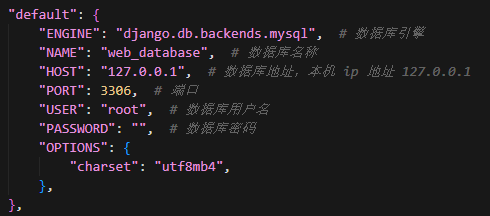 "default": {
"ENGINE": "django.db.backends.mysql",  # 数据库引擎
"NAME": "web_database",  # 数据库名称
"HOST": "127.0.0.1",  # 数据库地址，本机 ip 地址 127.0.0.1
"PORT": 3306,  # 端口
"USER": "root",  # 数据库用户名
"PASSWORD": "",  # 数据库密码
"OPTIONS": {
"charset": "utf8mb4",
},
},